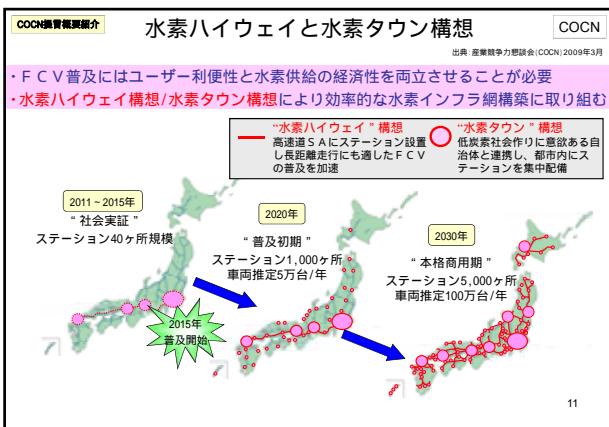 COCN提言概要紹介
水素ハイウェイと水素タウン構想
COCN
出典:産業競争力懇談会(COCN)2009年3月
・FCV普及にはユーザー利便性と水素供給の経済性を両立させることが必要
・水素ハイウェイ構想/水素タウン構想により効率的な水素インフラ網構築に取り組む
“水素ハイウェイ”構想
高速道SAにステーション設置
し長距離走行にも適したFCV
の普及を加速
“水素タウン”構想
低炭素社会作りに意欲ある自
治体と連携し、都市内にス
テーションを集中配備
2011~2015年
“社会実証”
ステーション40ヶ所規模
2015年
普及開始
2020年
“普及初期”
ステーション1,000ヶ所
車両推定5万台/年
2030年
“本格商用期”
ステーション5,000ヶ所
車両推定100万台/年
11